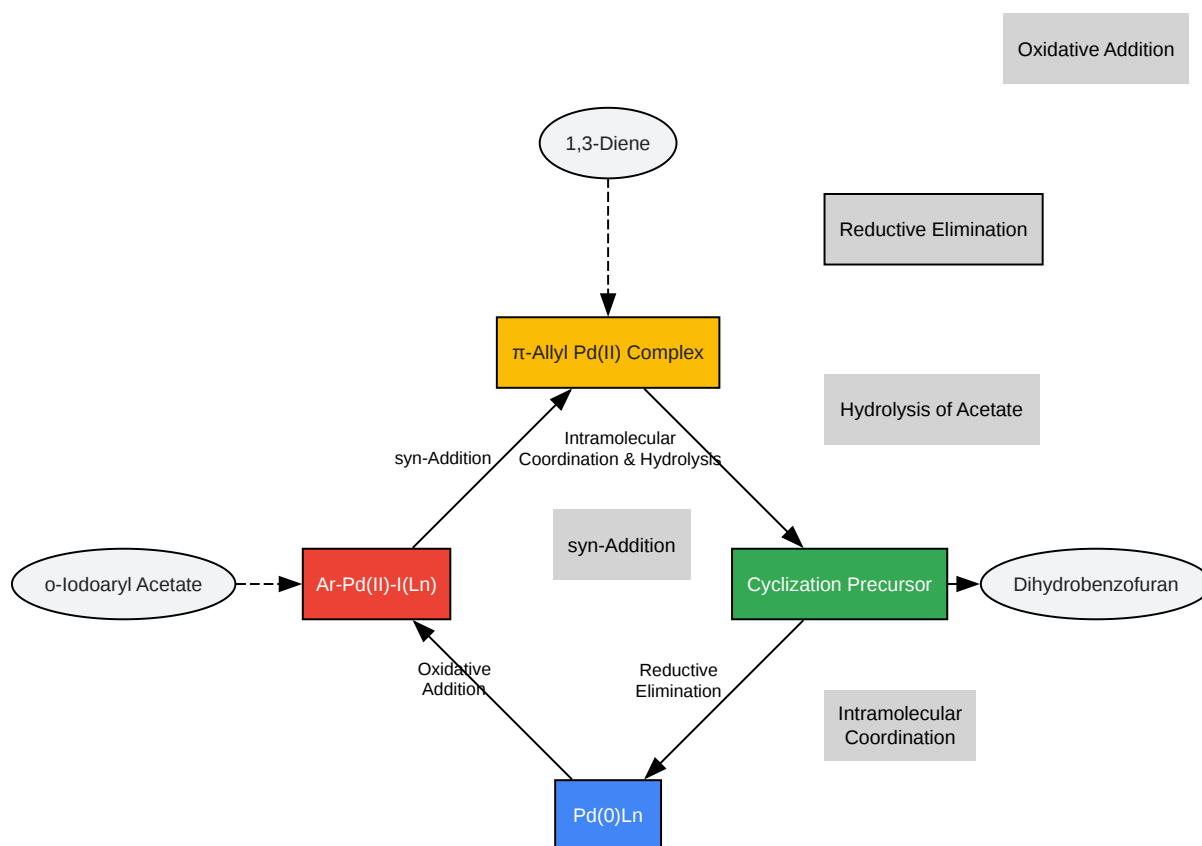 Oxidative Addition
1,3-Diene
Reductive Elimination
π-Allyl Pd(II) Complex
Hydrolysis of Acetate
syn-Addition
Intramolecular
Coordination & Hydrolysis
syn-Addition
o-Iodoaryl Acetate
Ar-Pd(II)-I(Ln)
Cyclization Precursor
Dihydrobenzofuran
Oxidative
Addition
Reductive
Elimination
Intramolecular
Coordination
Pd(0)Ln